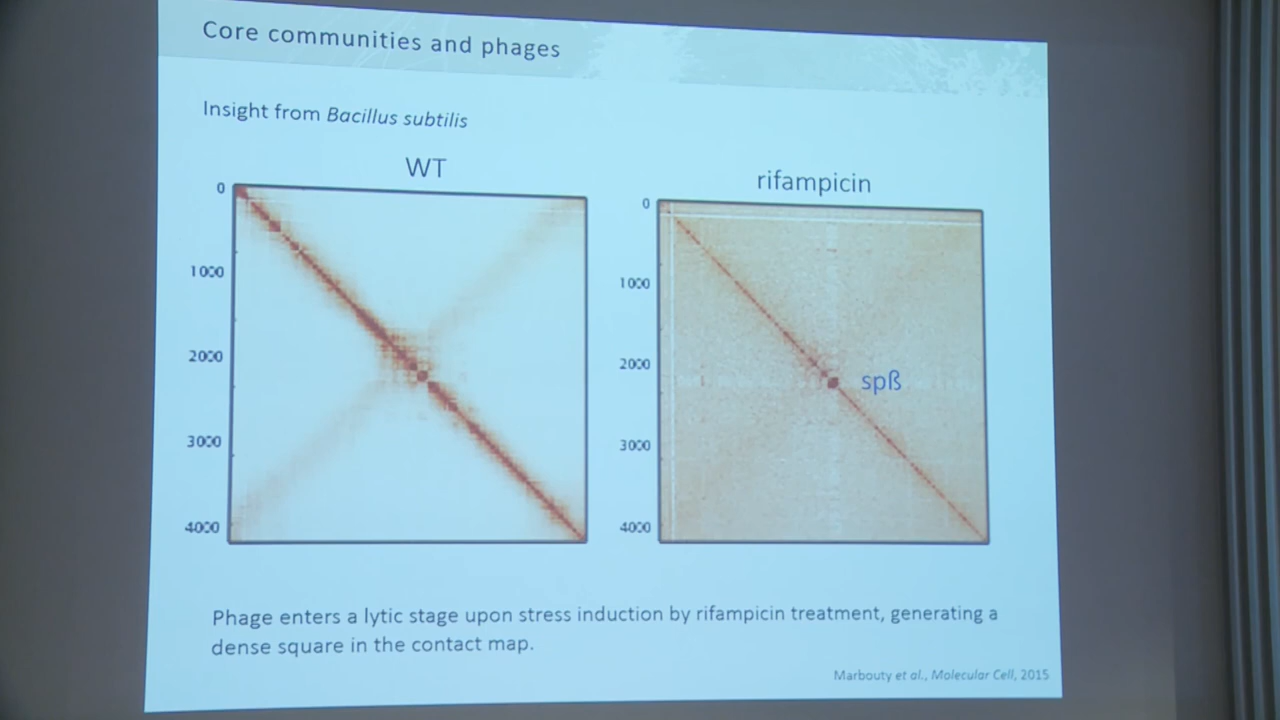 Core communities and phages
Insight from Bacillus subtilis
WT
rifampicin
0
1000
2000
3000
4000
0
1000
2000
3000
4000
spß
Phage enters a lytic stage upon stress induction by rifampicin treatment, generating a
dense square in the contact map.
Marbouty et al., Molecular Cell, 2015